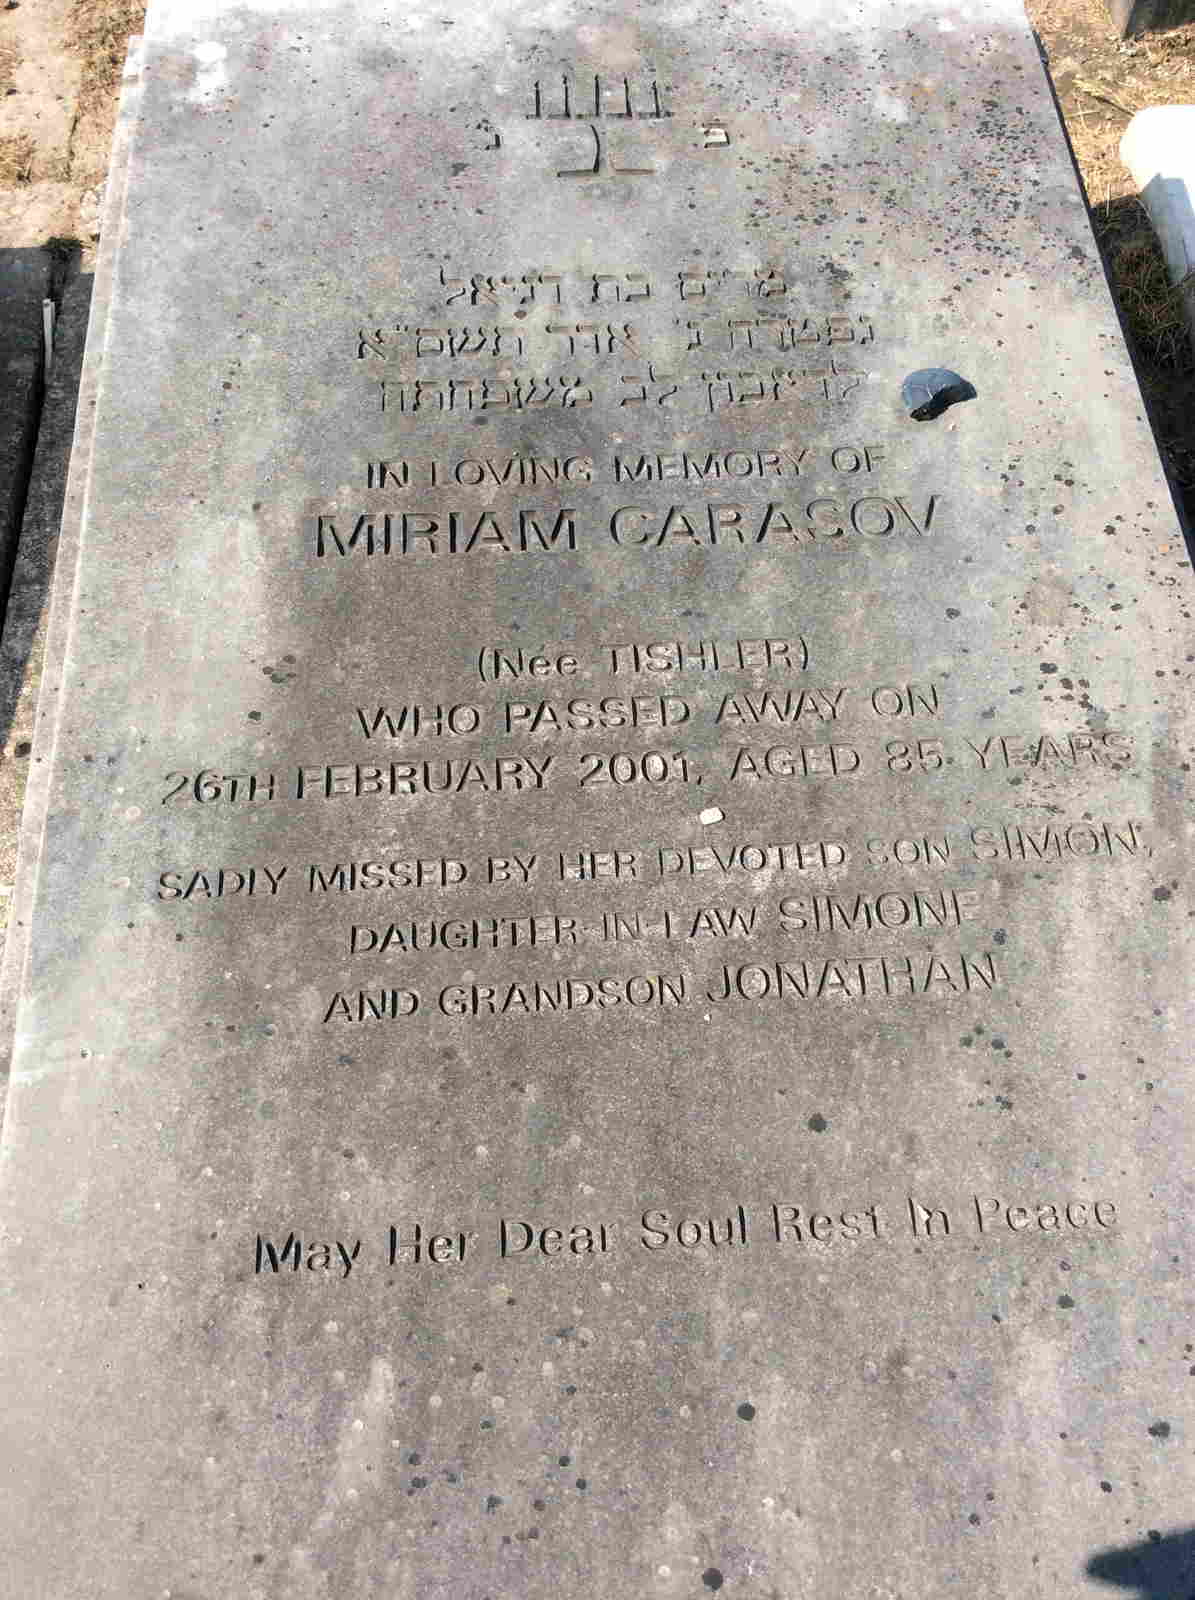 פ נ
מרים בת דניאל
נפטרה ג׳ אדר תשס״א
לדאבון לב משפחתה
IN LOVING MEMORY OF
MIRIAM CARASOV
(Née TISHLER)
WHO PASSED AWAY ON
26TH FEBRUARY 2001, AGED 85 YEARS
SADLY MISSED BY HER DEVOTED SON SIMON,
DAUGHTER-IN-LAW SIMONE
AND GRANDSON JONATHAN
May Her Dear Soul Rest In Peace